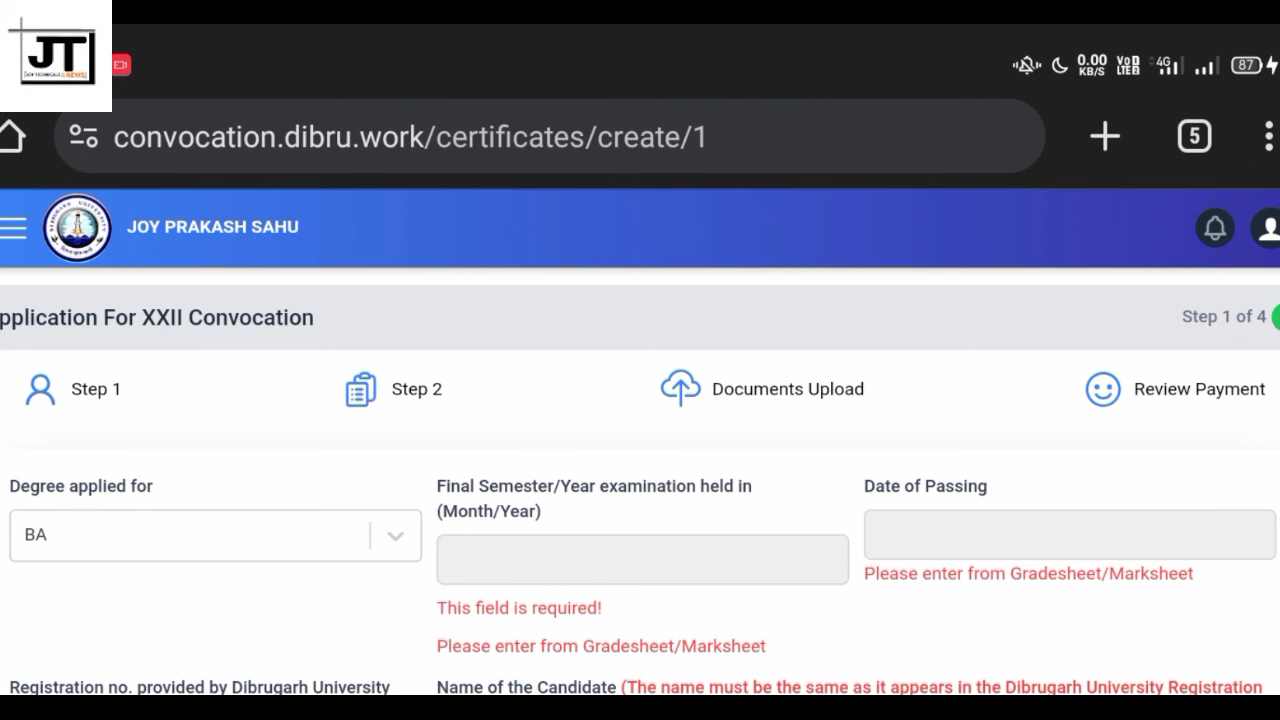 JT
0.00
KB/S
Vo
LTE
4G
87
convocation.dibru.work/certificates/create/1
5
JOY PRAKASH SAHU
pplication For XXII Convocation
Step 1 of 4
Step 1
Step 2
Documents Upload
Review Payment
Degree applied for
Final Semester/Year examination held in
(Month/Year)
Date of Passing
BA
Please enter from Gradesheet/Marksheet
This field is required!
Please enter from Gradesheet/Marksheet
Registration no. provided by Dibrugarh University
Name of the Candidate (The name must be the same as it appears in the Dibrugarh University Registration